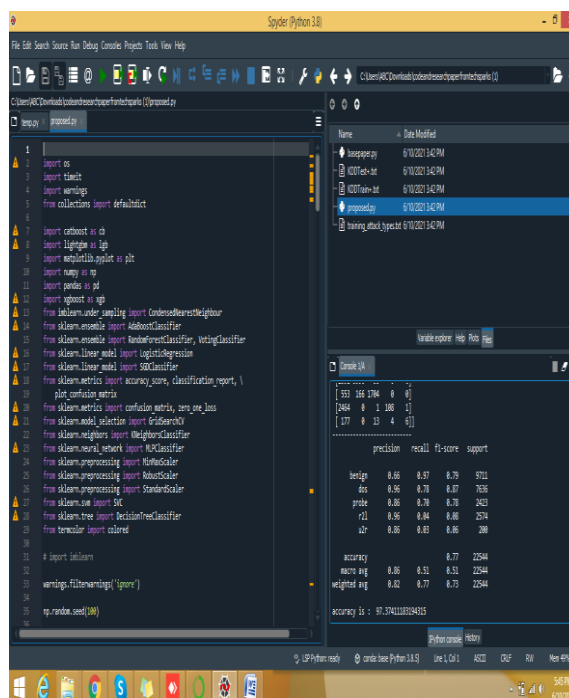 Spyder (Python 3.8)
File Edit Search Source Run Debug Consoles Projects Tools View Help
C:\Users\ABC\Downloads\codeandresearchpaperfromtechsparks (1)
C:\Users\ABC\Downloads\codeandresearchpaperfromtechsparks (1)\proposed.py
temp.py
proposed.py
1
2 import os
3 import timeit
4 import warnings
5 from collections import defaultdict
6
7 import catboost as cb
8 import lightgbm as lgb
9 import matplotlib.pyplot as plt
10 import numpy as np
11 import pandas as pd
12 import xgboost as xgb
13 from imblearn.under_sampling import CondensedNearestNeighbour
14 from sklearn.ensemble import AdaBoostClassifier
15 from sklearn.ensemble import RandomForestClassifier, VotingClassifier
16 from sklearn.linear_model import LogisticRegression
17 from sklearn.linear_model import SGDClassifier
18 from sklearn.metrics import accuracy_score, classification_report, \
19 plot_confusion_matrix
20 from sklearn.metrics import confusion_matrix, zero_one_loss
21 from sklearn.model_selection import GridSearchCV
22 from sklearn.neighbors import KNeighborsClassifier
23 from sklearn.neural_network import MLPClassifier
24 from sklearn.preprocessing import MinMaxScaler
25 from sklearn.preprocessing import RobustScaler
26 from sklearn.preprocessing import StandardScaler
27 from sklearn.svm import SVC
28 from sklearn.tree import DecisionTreeClassifier
29 from termcolor import colored
30
31 # import imblearn
32
33 warnings.filterwarnings('ignore')
34
35 np.random.seed(100)
36
Name Date Modified
basepaper.py 6/10/2021 3:42 PM
KDDTest+.txt 6/10/2021 3:42 PM
KDDTrain+.txt 6/10/2021 3:42 PM
proposed.py 6/10/2021 3:42 PM
training_attack_types.txt 6/10/2021 3:42 PM
Variable explorer Help Plots Files
Console 1/A
[ 553 166 1704 0 0]
[2464 0 1 108 1]
[ 177 0 13 4 6]]
---------------------------
precision recall f1-score support
benign 0.66 0.97 0.79 9711
dos 0.96 0.78 0.87 7636
probe 0.86 0.70 0.78 2423
r2l 0.96 0.04 0.08 2574
u2r 0.86 0.03 0.06 200
accuracy 0.77 22544
macro avg 0.86 0.51 0.51 22544
weighted avg 0.82 0.77 0.73 22544
accuracy is : 97.37411183194315
IPython console History
LSP Python: ready conda: base (Python 3.8.5) Line 1, Col 1 ASCII CRLF RW Mem 49%
5:45 PM